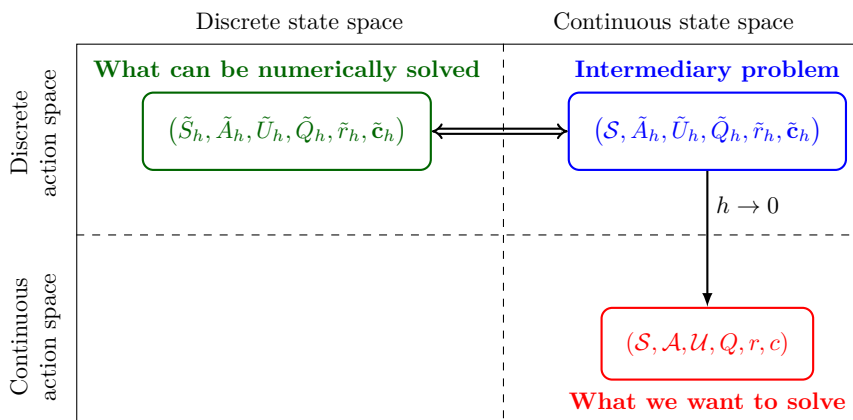 Discrete state space
Continuous state space
Discrete
action space
What can be numerically solved
Intermediary problem
(S̃_h, Ã_h, Ũ_h, Q̃_h, r̃_h, c̃_h)
(𝒮, Ã_h, Ũ_h, Q̃_h, r̃_h, c̃_h)
h → 0
Continuous
action space
(𝒮, 𝒜, 𝒰, Q, r, c)
What we want to solve